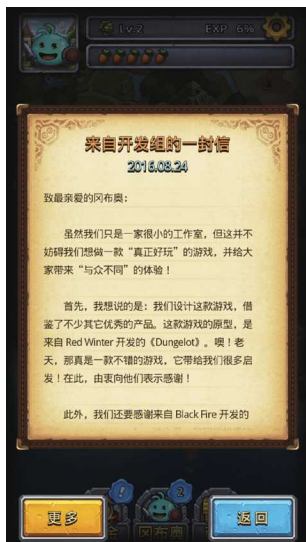 Lv.2 EXP 6%
来自开发组的一封信
2016.08.24
致最亲爱的冈布奥：
虽然我们只是一家很小的工作室，但这并不
妨碍我们想做一款“真正好玩”的游戏，并给大
家带来“与众不同”的体验！
首先，我想说的是：我们设计这款游戏，借
鉴了不少其它优秀的产品。这款游戏的原型，是
来自 Red Winter 开发的《Dungelot》。噢！老
天，那真是一款不错的游戏，它带给我们很多启
发！在此，由衷向他们表示感谢！
此外，我们还要感谢来自 Black Fire 开发的
! 2
冈布奥
更多 返回